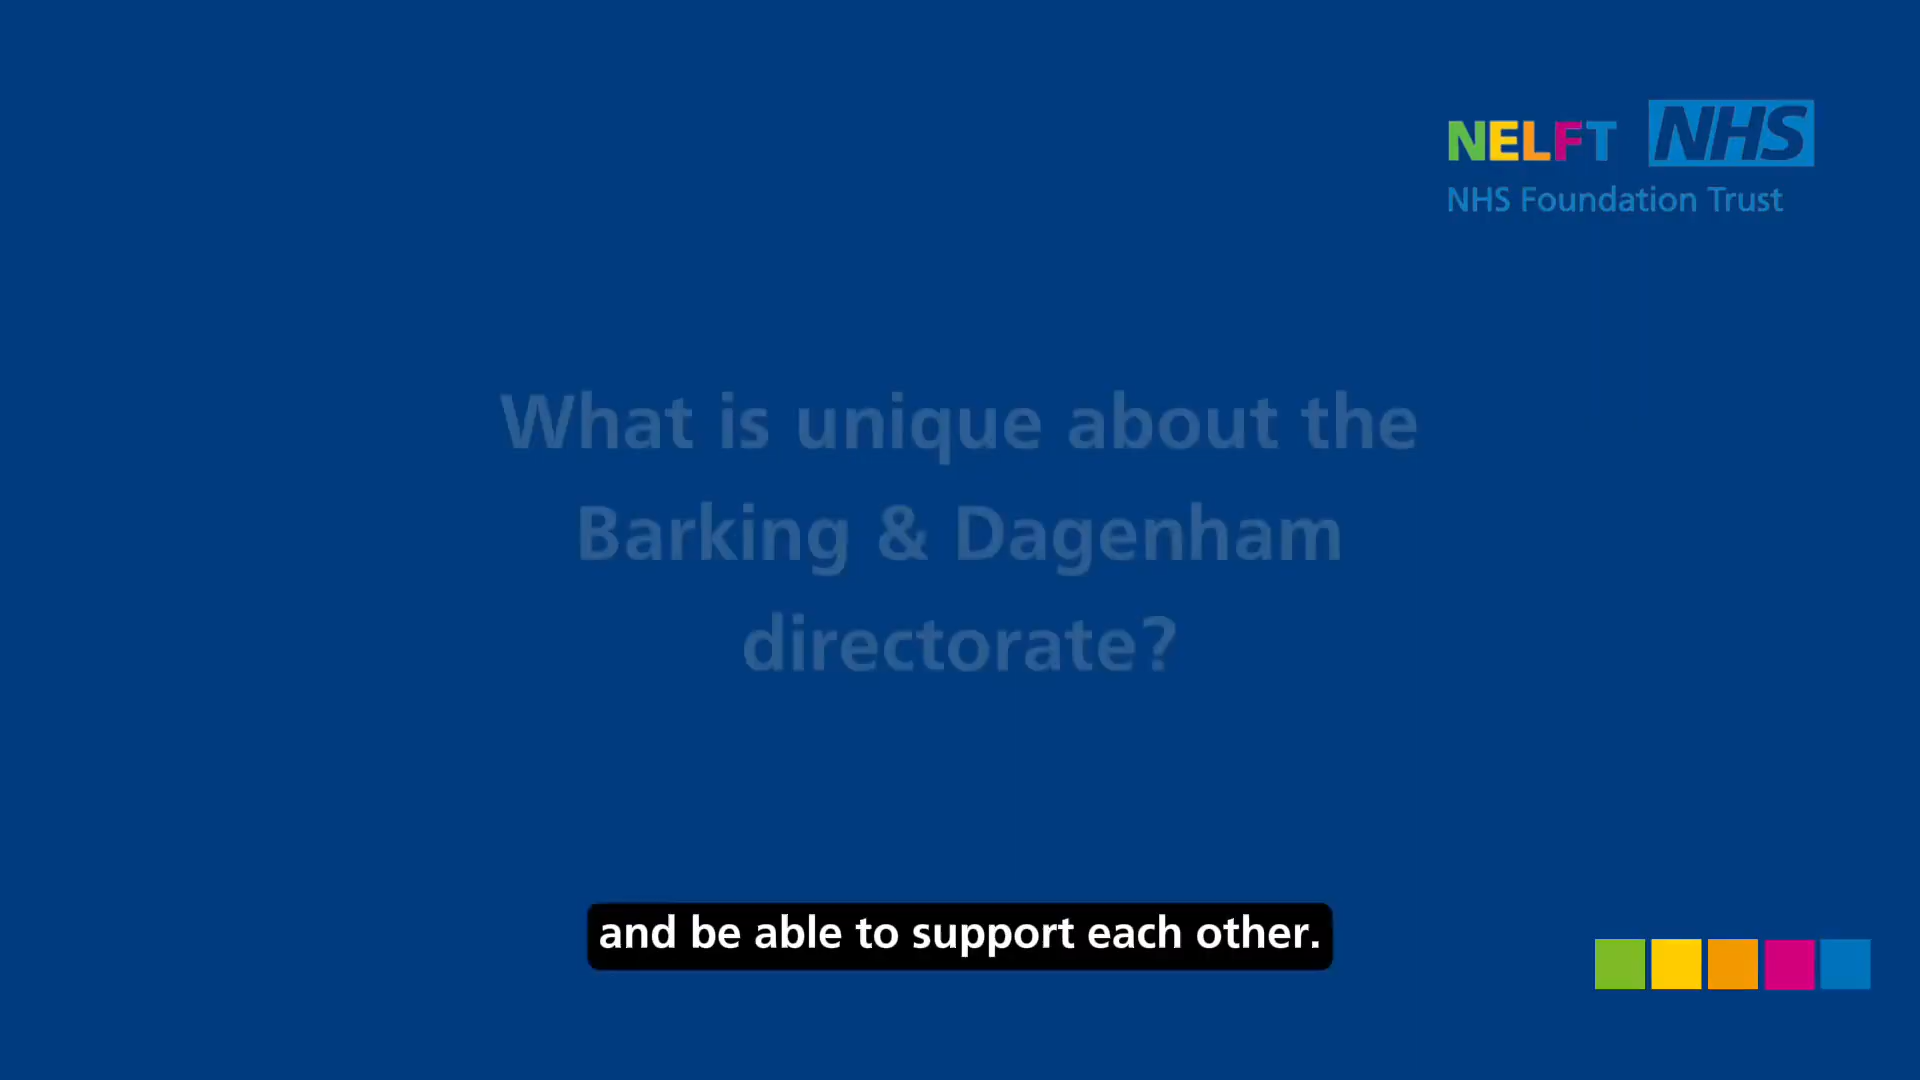 NELFT NHS
NHS Foundation Trust
What is unique about the
Barking & Dagenham
directorate?
and be able to support each other.